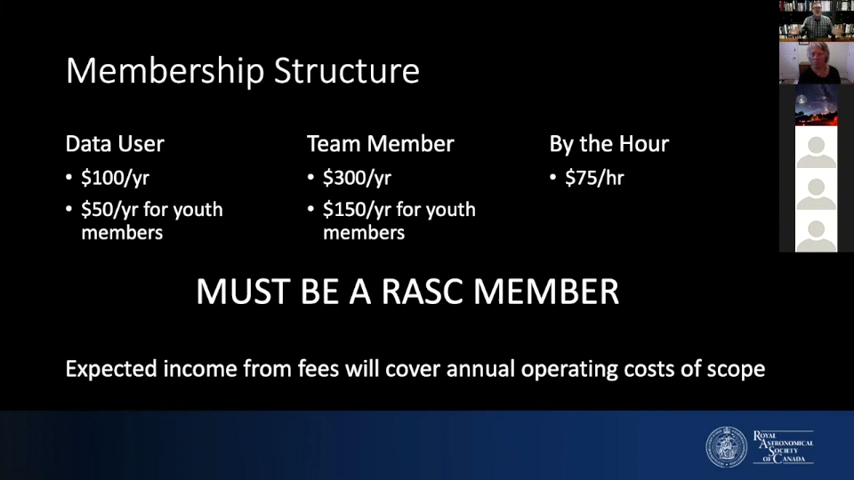 Membership Structure
Data User
• $100/yr
• $50/yr for youth
members
Team Member
• $300/yr
• $150/yr for youth
members
By the Hour
• $75/hr
MUST BE A RASC MEMBER
Expected income from fees will cover annual operating costs of scope
ROYAL
ASTRONOMICAL
SOCIETY
OF CANADA